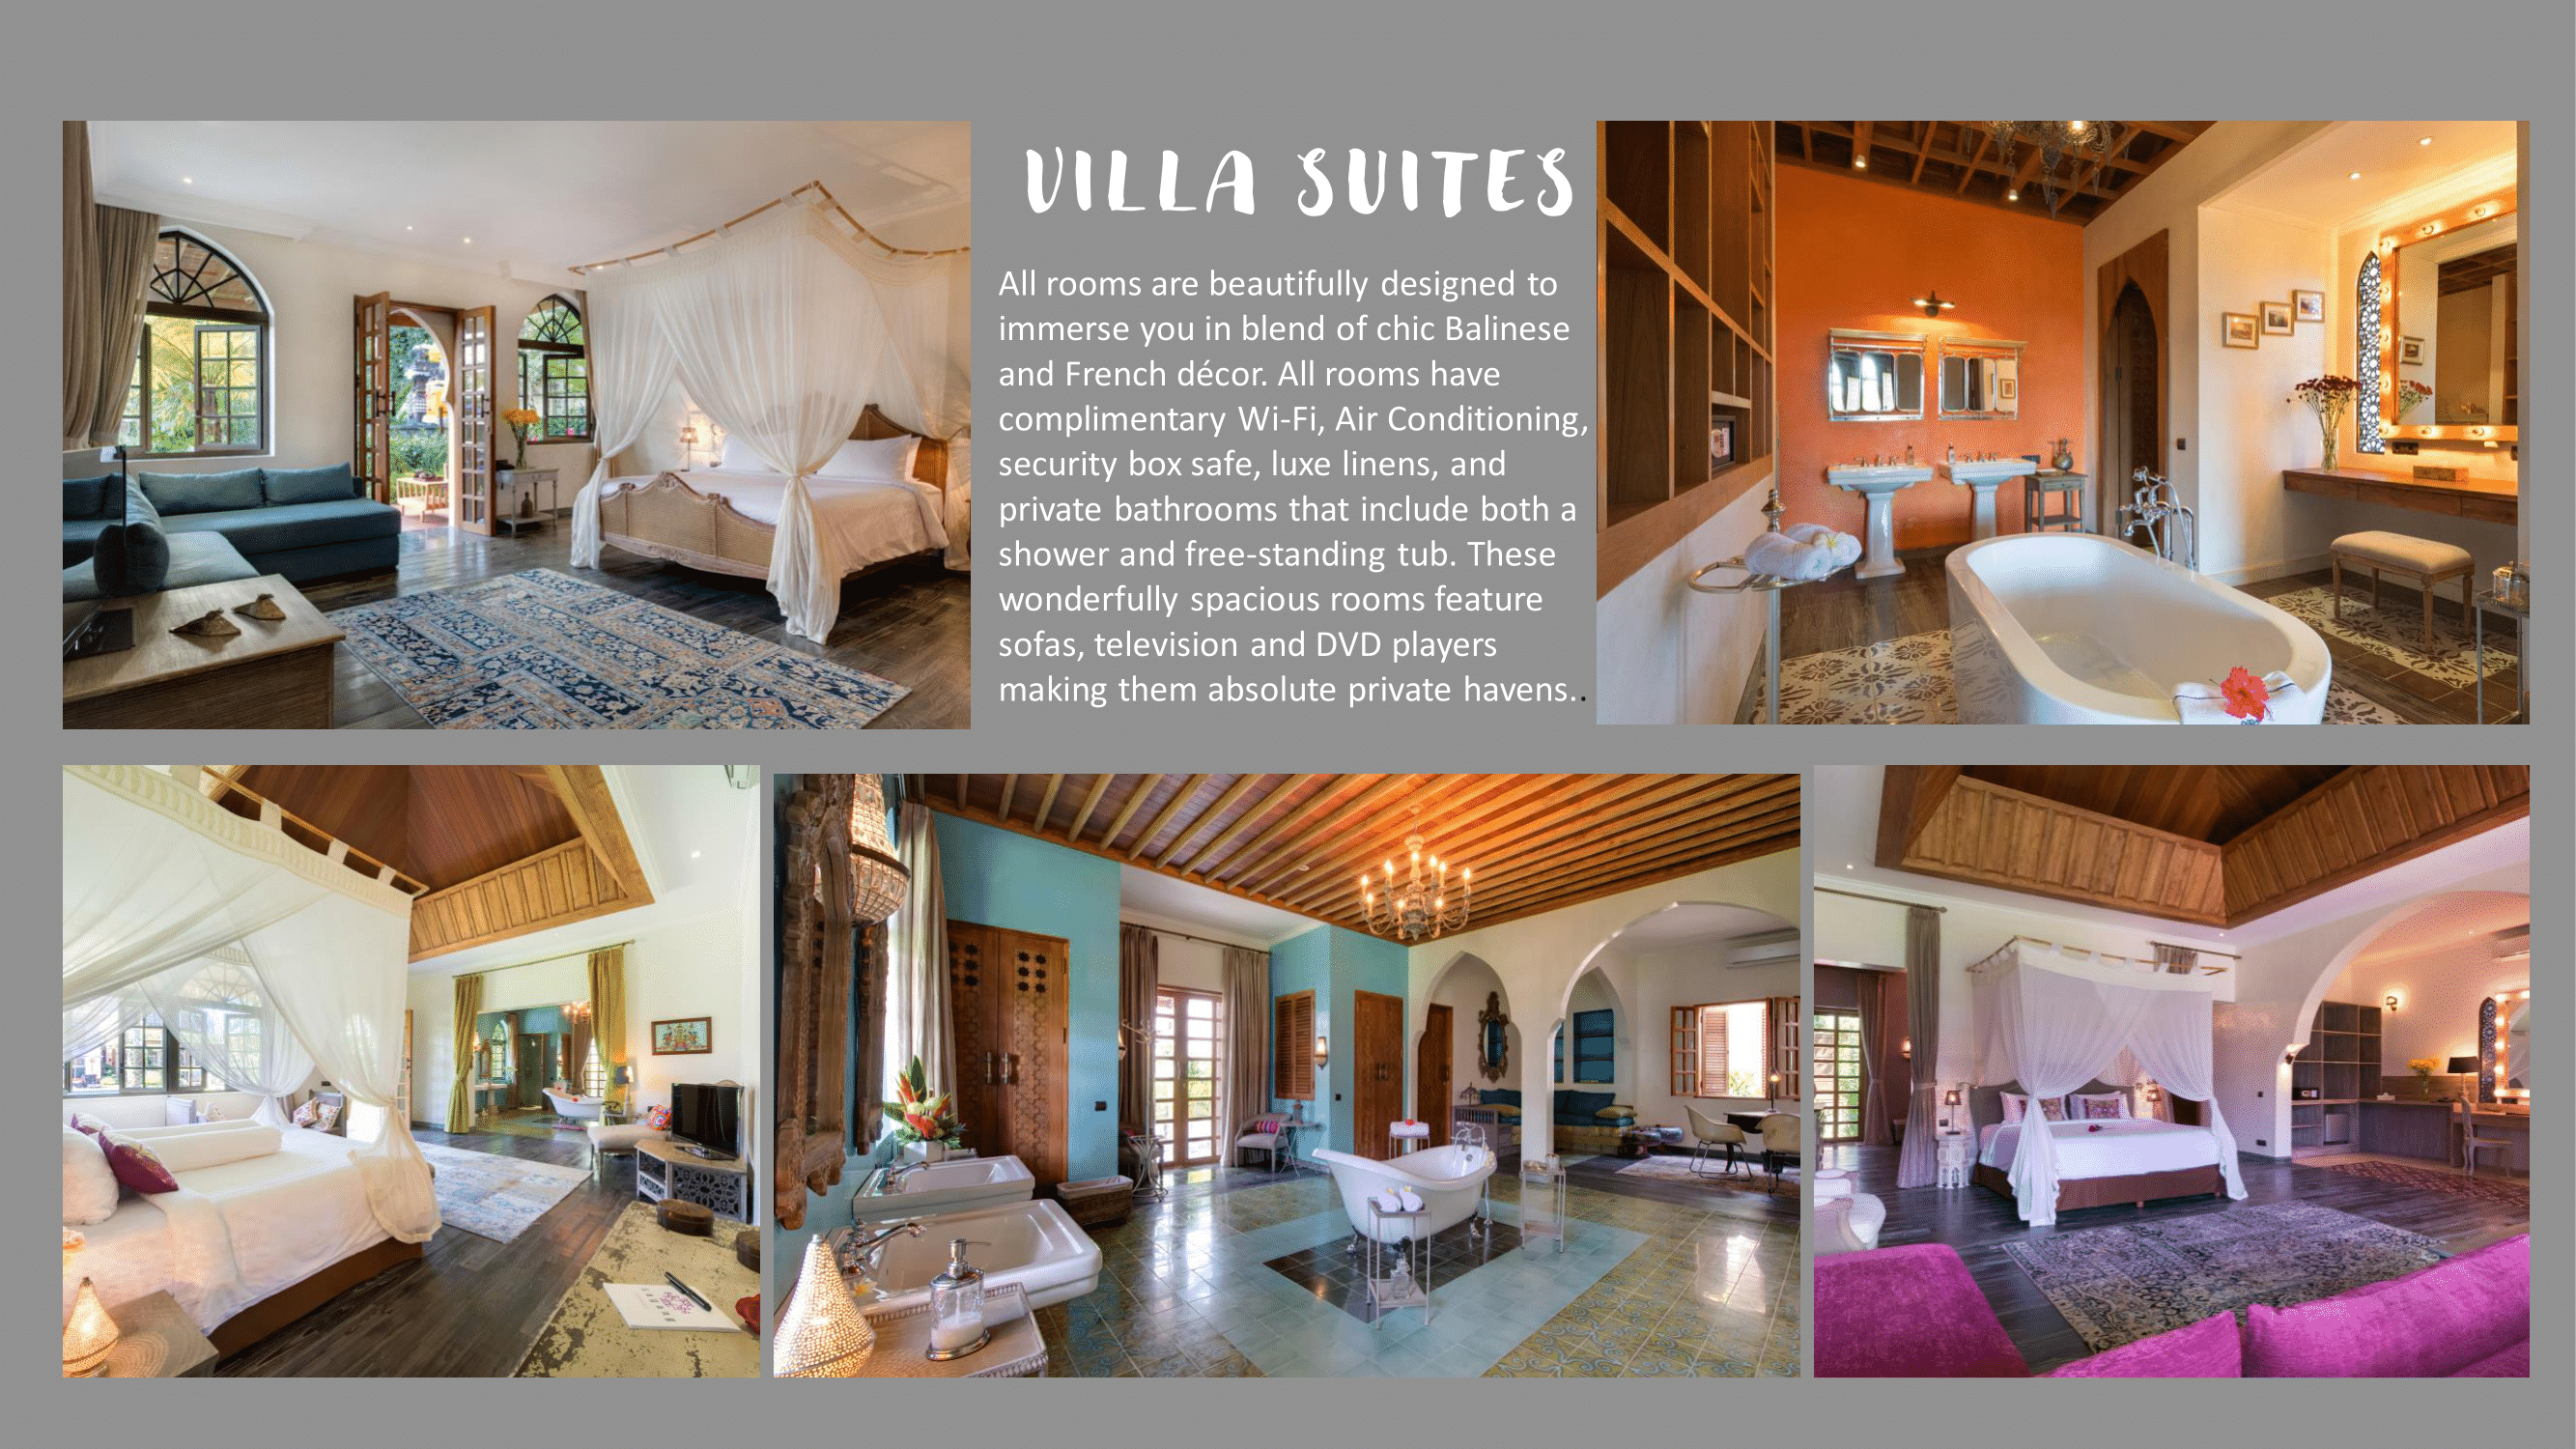 VILLA SUITES
All rooms are beautifully designed to
immerse you in blend of chic Balinese
and French décor. All rooms have
complimentary Wi-Fi, Air Conditioning,
security box safe, luxe linens, and
private bathrooms that include both a
shower and free-standing tub. These
wonderfully spacious rooms feature
sofas, television and DVD players
making them absolute private havens..